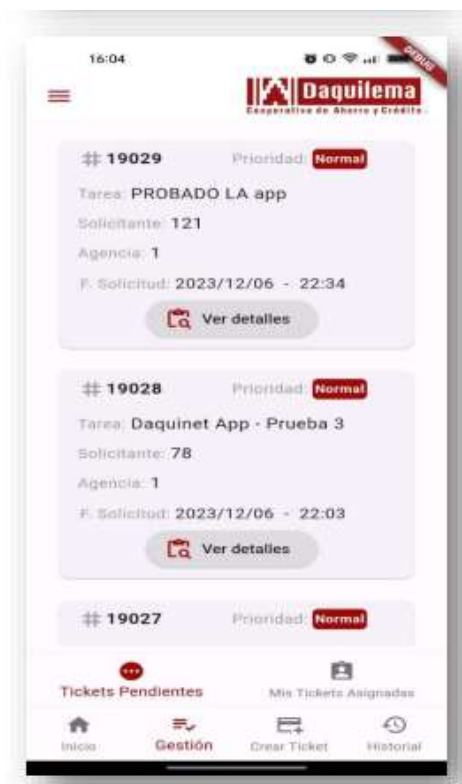 16:04
DEBUG
Daquilema
Cooperativa de Ahorro y Crédito
# 19029 Prioridad: Normal
Tarea: PROBADO LA app
Solicitante: 121
Agencia: 1
F. Solicitud: 2023/12/06 - 22:34
Ver detalles
# 19028 Prioridad: Normal
Tarea: Daquinet App - Prueba 3
Solicitante: 78
Agencia: 1
F. Solicitud: 2023/12/06 - 22:03
Ver detalles
# 19027 Prioridad: Normal
Tickets Pendientes Mis Tickets Asignados
Inicio Gestión Crear Ticket Historial